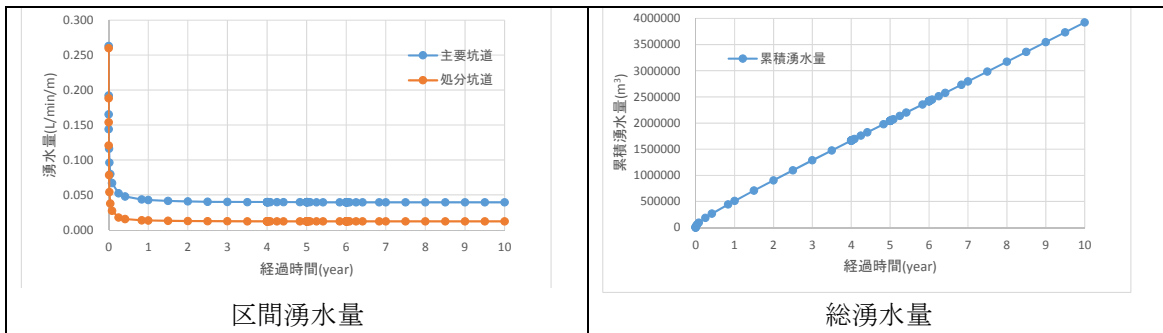 0.300
0.250
0.200
0.150
0.100
0.050
0.000
湧水量(L/min/m)
主要坑道
処分坑道
0 1 2 3 4 5 6 7 8 9 10
経過時間(year)
区間湧水量
4000000
3500000
3000000
2500000
2000000
1500000
1000000
500000
0
累積湧水量(m³)
累積湧水量
0 1 2 3 4 5 6 7 8 9 10
経過時間(year)
総湧水量